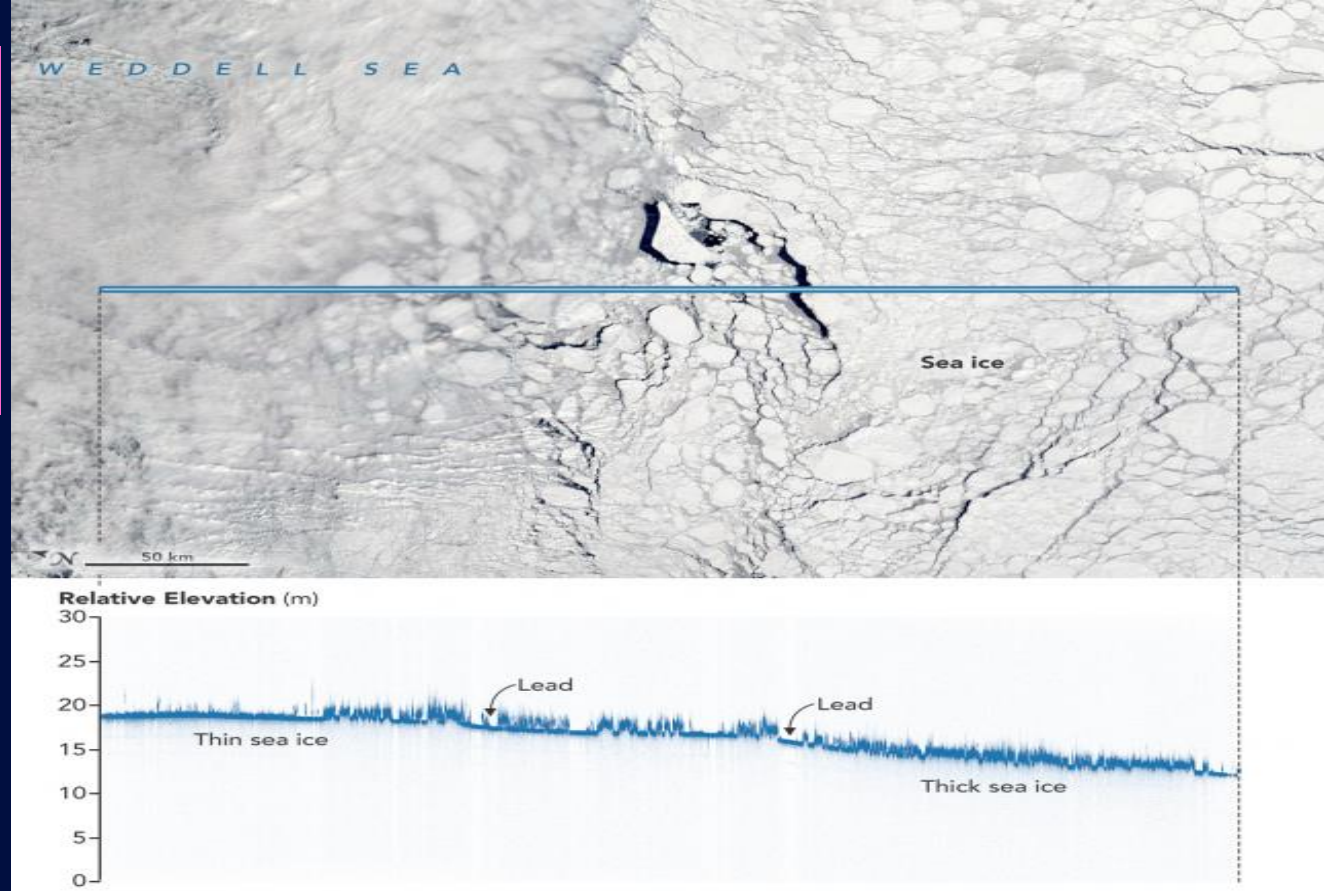 WEDDELL SEA
Sea ice
N
50 km
Relative Elevation (m)
30
25
20
15
10
5
0
Lead
Lead
Thin sea ice
Thick sea ice